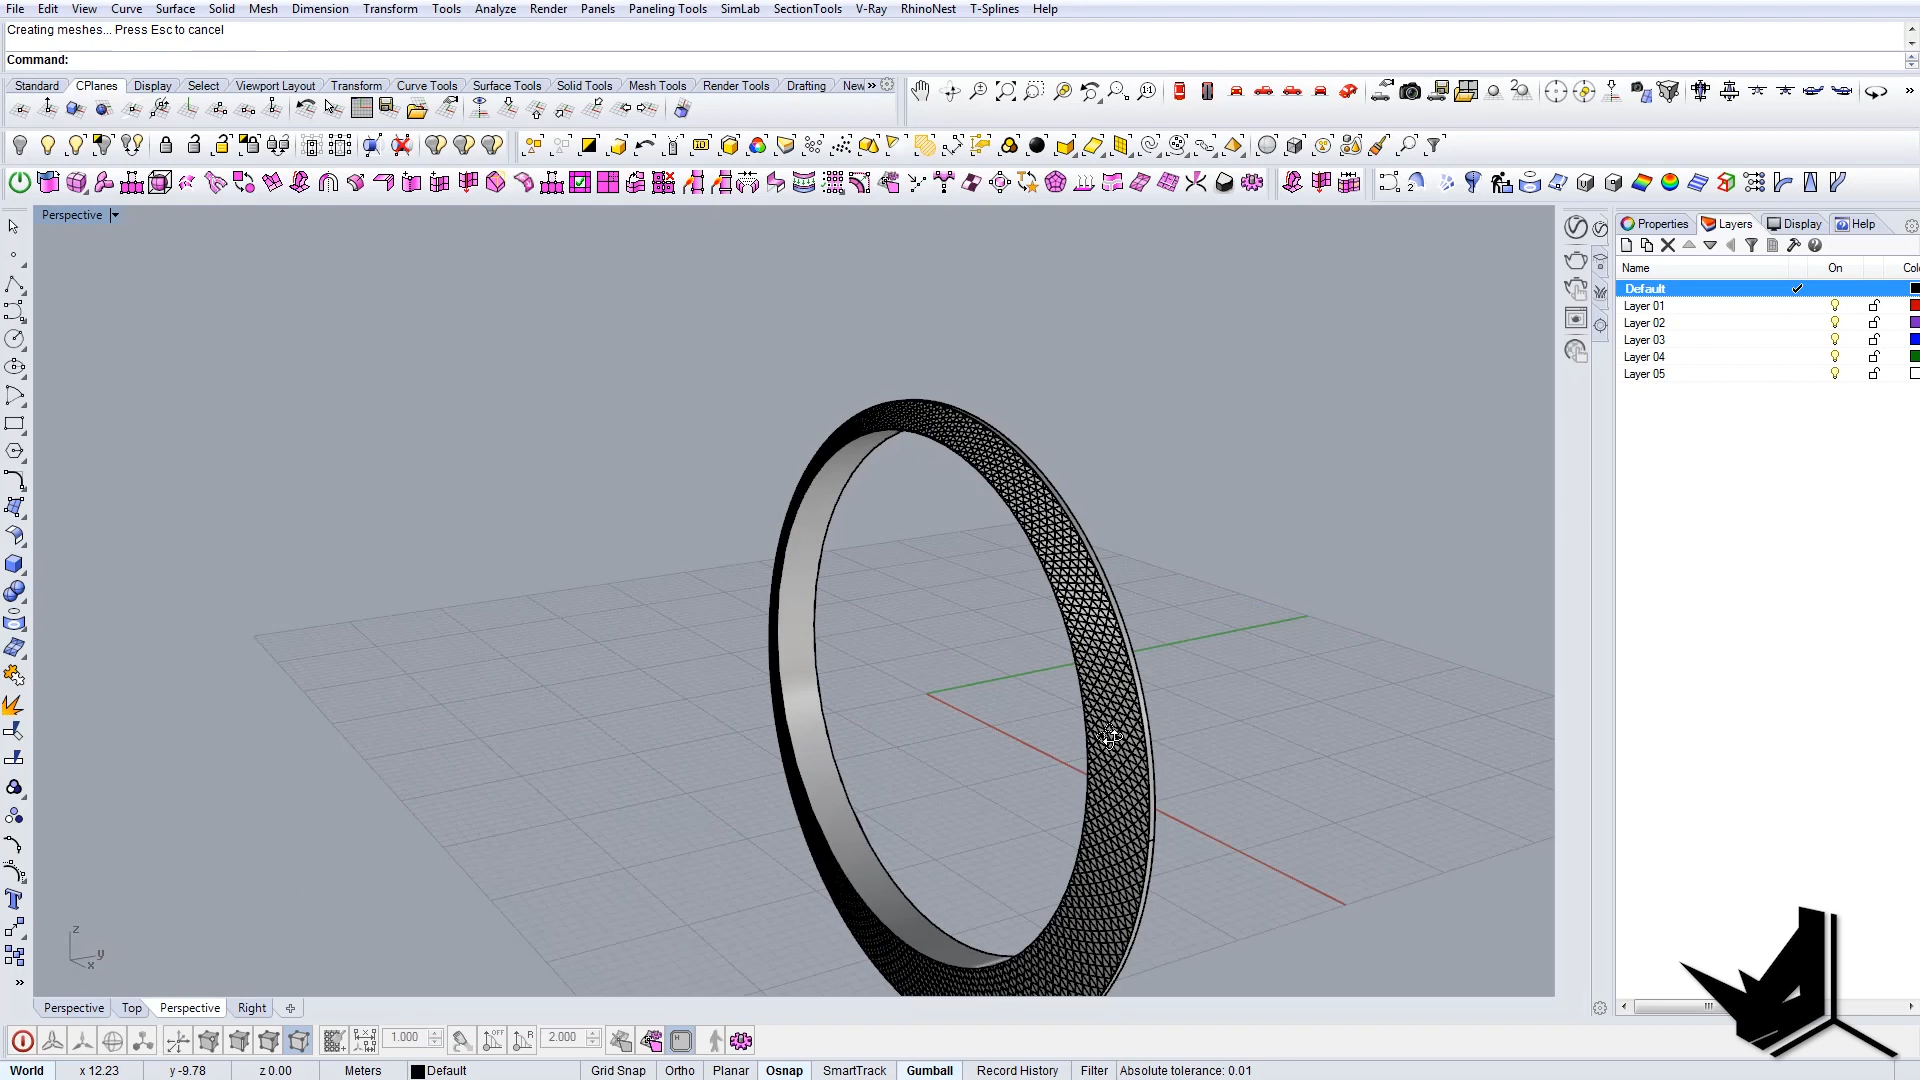 File Edit View Curve Surface Solid Mesh Dimension Transform Tools Analyze Render Panels Paneling Tools SimLab SectionTools V-Ray RhinoNest T-Splines Help
Creating meshes... Press Esc to cancel
Command:
Standard CPlanes Display Select Viewport Layout Transform Curve Tools Surface Tools Solid Tools Mesh Tools Render Tools Drafting New »
Perspective
Properties Layers Display Help
Name On Colo
Default
Layer 01
Layer 02
Layer 03
Layer 04
Layer 05
z
y
x
Perspective Top Perspective Right
1.000 2.000
World x 12.23 y -9.78 z 0.00 Meters Default Grid Snap Ortho Planar Osnap SmartTrack Gumball Record History Filter Absolute tolerance: 0.01